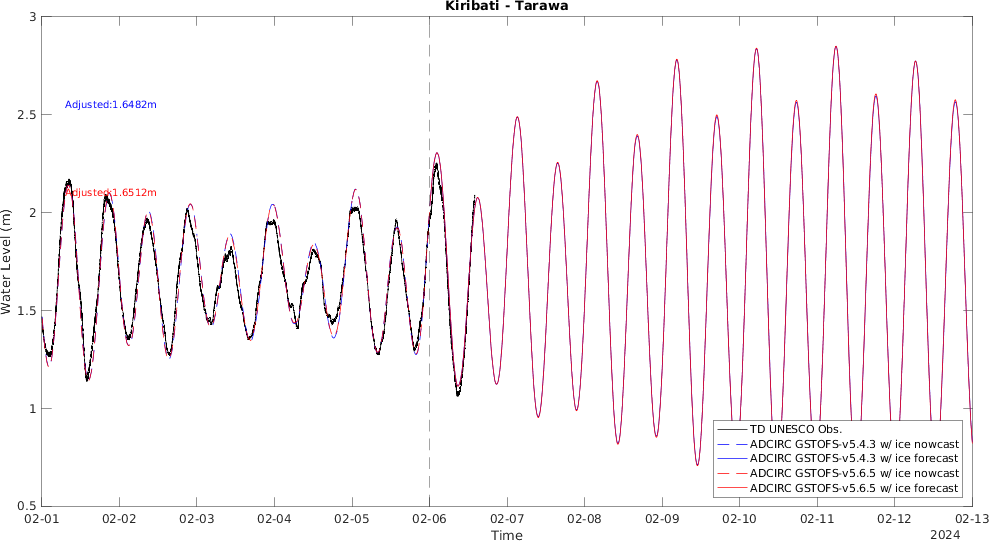 Kiribati - Tarawa
Water Level (m)
3
2.5
2
1.5
1
0.5
Adjusted:1.6482m
Adjusted:1.6512m
TD UNESCO Obs.
ADCIRC GSTOFS-v5.4.3 w/ ice nowcast
ADCIRC GSTOFS-v5.4.3 w/ ice forecast
ADCIRC GSTOFS-v5.6.5 w/ ice nowcast
ADCIRC GSTOFS-v5.6.5 w/ ice forecast
02-01 02-02 02-03 02-04 02-05 02-06 02-07 02-08 02-09 02-10 02-11 02-12 02-13
Time
2024